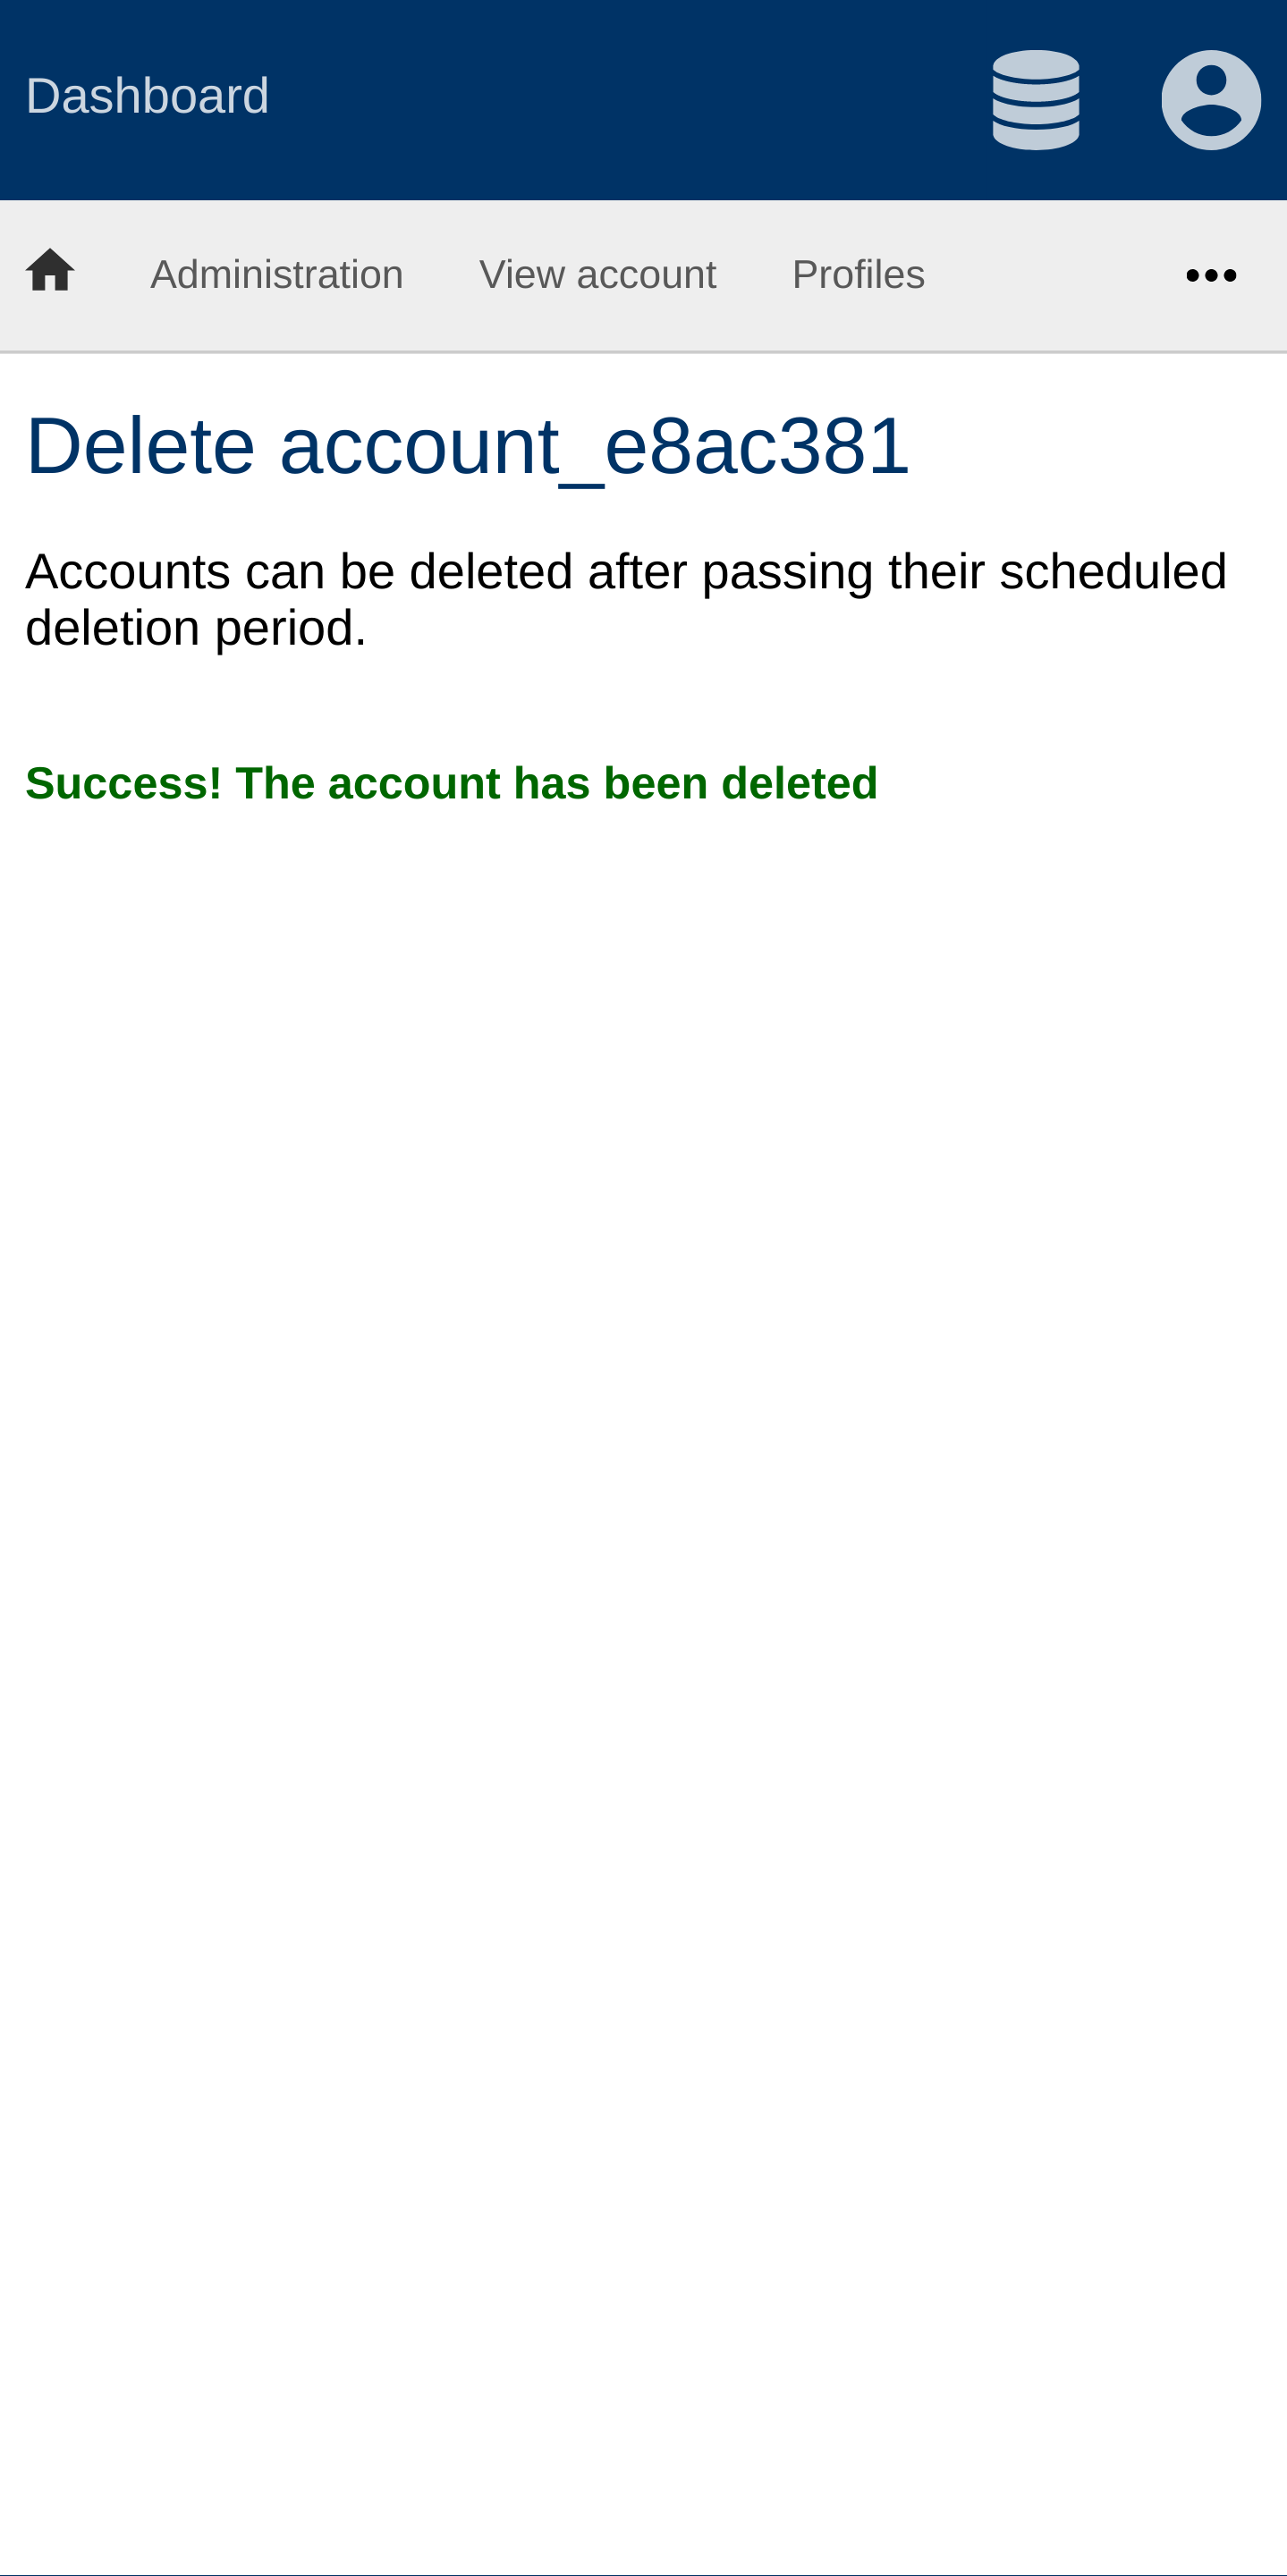 Dashboard
Administration View account Profiles
Delete account_e8ac381
Accounts can be deleted after passing their scheduled
deletion period.
Success! The account has been deleted